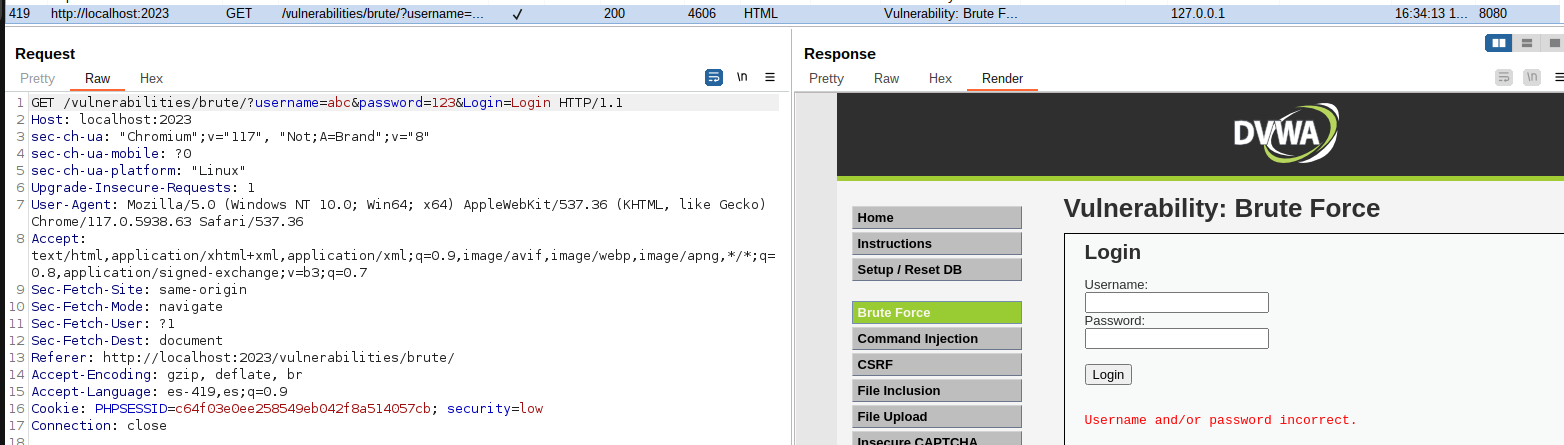 419 http://localhost:2023 GET /vulnerabilities/brute/?username=... ✓ 200 4606 HTML Vulnerability: Brute F... 127.0.0.1 16:34:13 1... 8080
Request
Pretty Raw Hex \n
1 GET /vulnerabilities/brute/?username=abc&password=123&Login=Login HTTP/1.1
2 Host: localhost:2023
3 sec-ch-ua: "Chromium";v="117", "Not;A=Brand";v="8"
4 sec-ch-ua-mobile: ?0
5 sec-ch-ua-platform: "Linux"
6 Upgrade-Insecure-Requests: 1
7 User-Agent: Mozilla/5.0 (Windows NT 10.0; Win64; x64) AppleWebKit/537.36 (KHTML, like Gecko)
Chrome/117.0.5938.63 Safari/537.36
8 Accept:
text/html,application/xhtml+xml,application/xml;q=0.9,image/avif,image/webp,image/apng,*/*;q=
0.8,application/signed-exchange;v=b3;q=0.7
9 Sec-Fetch-Site: same-origin
10 Sec-Fetch-Mode: navigate
11 Sec-Fetch-User: ?1
12 Sec-Fetch-Dest: document
13 Referer: http://localhost:2023/vulnerabilities/brute/
14 Accept-Encoding: gzip, deflate, br
15 Accept-Language: es-419,es;q=0.9
16 Cookie: PHPSESSID=c64f03e0ee258549eb042f8a514057cb; security=low
17 Connection: close
18
Response
Pretty Raw Hex Render \n
DVWA
Home
Instructions
Setup / Reset DB
Brute Force
Command Injection
CSRF
File Inclusion
File Upload
Insecure CAPTCHA
Vulnerability: Brute Force
Login
Username:
Password:
Login
Username and/or password incorrect.